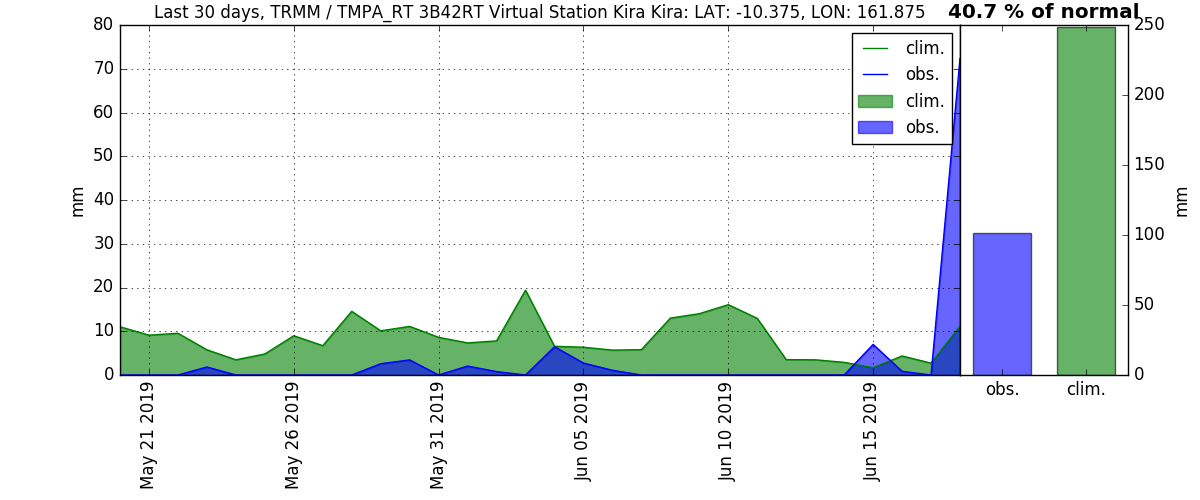 Last 30 days, TRMM / TMPA_RT 3B42RT Virtual Station Kira Kira: LAT: -10.375, LON: 161.875
40.7 % of normal
80
70
60
50
40
30
20
10
0
mm
clim.
obs.
clim.
obs.
May 21 2019
May 26 2019
May 31 2019
Jun 05 2019
Jun 10 2019
Jun 15 2019
250
200
150
100
50
0
mm
obs.
clim.